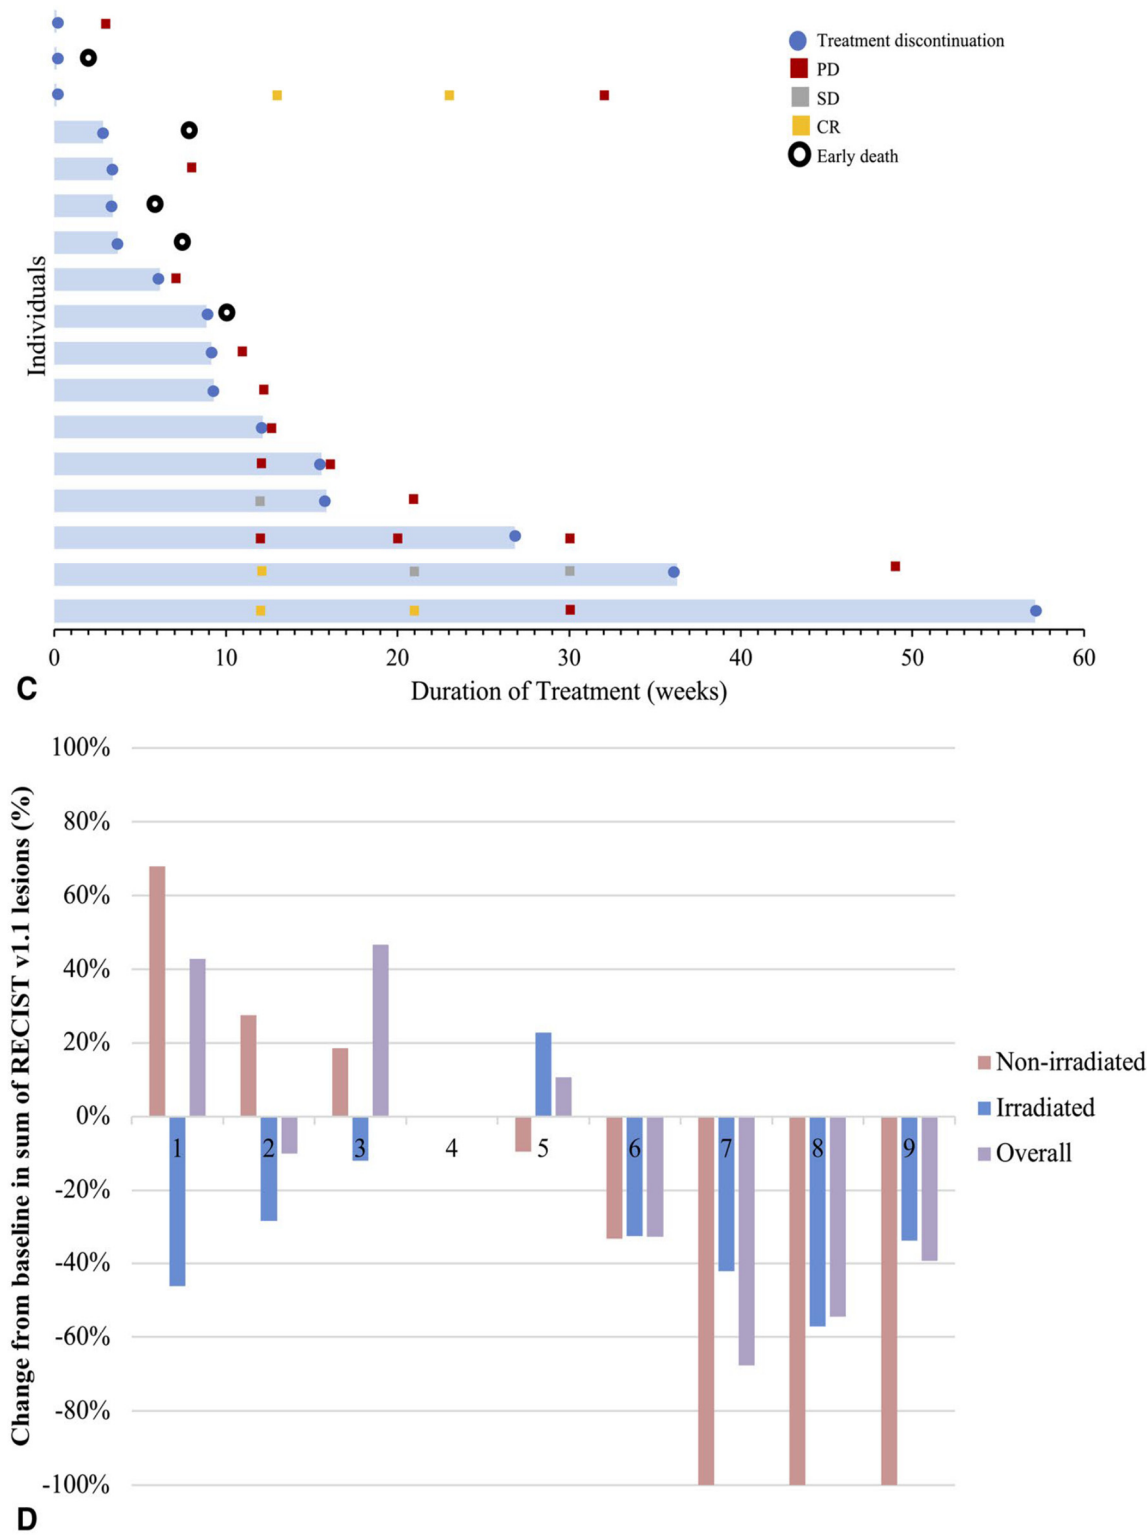 Treatment discontinuation
PD
SD
CR
Early death
Individuals
0 10 20 30 40 50 60
C
Duration of Treatment (weeks)
100%
80%
60%
40%
20%
0%
-20%
-40%
-60%
-80%
-100%
Change from baseline in sum of RECIST v1.1 lesions (%)
1 2 3 4 5 6 7 8 9
Non-irradiated
Irradiated
Overall
D